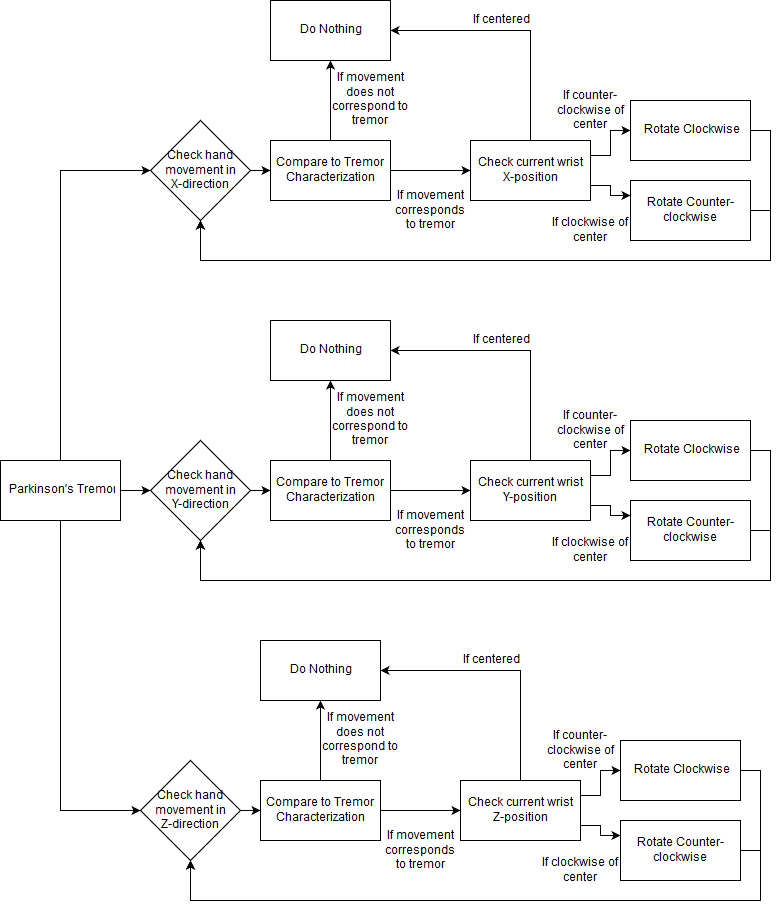 Do Nothing
If centered
If movement
does not
correspond to
tremor
If counter-
clockwise of
center
Rotate Clockwise
Check hand
movement in
X-direction
Compare to Tremor
Characterization
Check current wrist
X-position
If movement
corresponds
to tremor
Rotate Counter-
clockwise
If clockwise of
center
Do Nothing
If centered
If movement
does not
correspond to
tremor
If counter-
clockwise of
center
Rotate Clockwise
Parkinson's Tremor
Check hand
movement in
Y-direction
Compare to Tremor
Characterization
Check current wrist
Y-position
If movement
corresponds
to tremor
Rotate Counter-
clockwise
If clockwise of
center
Do Nothing
If centered
If movement
does not
correspond to
tremor
If counter-
clockwise of
center
Rotate Clockwise
Check hand
movement in
Z-direction
Compare to Tremor
Characterization
Check current wrist
Z-position
If movement
corresponds
to tremor
Rotate Counter-
clockwise
If clockwise of
center